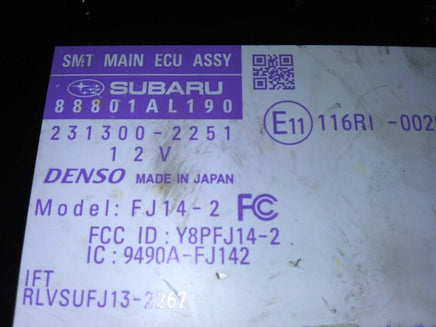 SMT MAIN ECU ASSY
SUBARU
88801AL190
231300-2251
12V
DENSO MADE IN JAPAN
E11 116RI -002
Model: FJ14-2 FC
FCC ID : Y8PFJ14-2
IC : 9490A-FJ142
IFT
RLVSUFJ13-2267